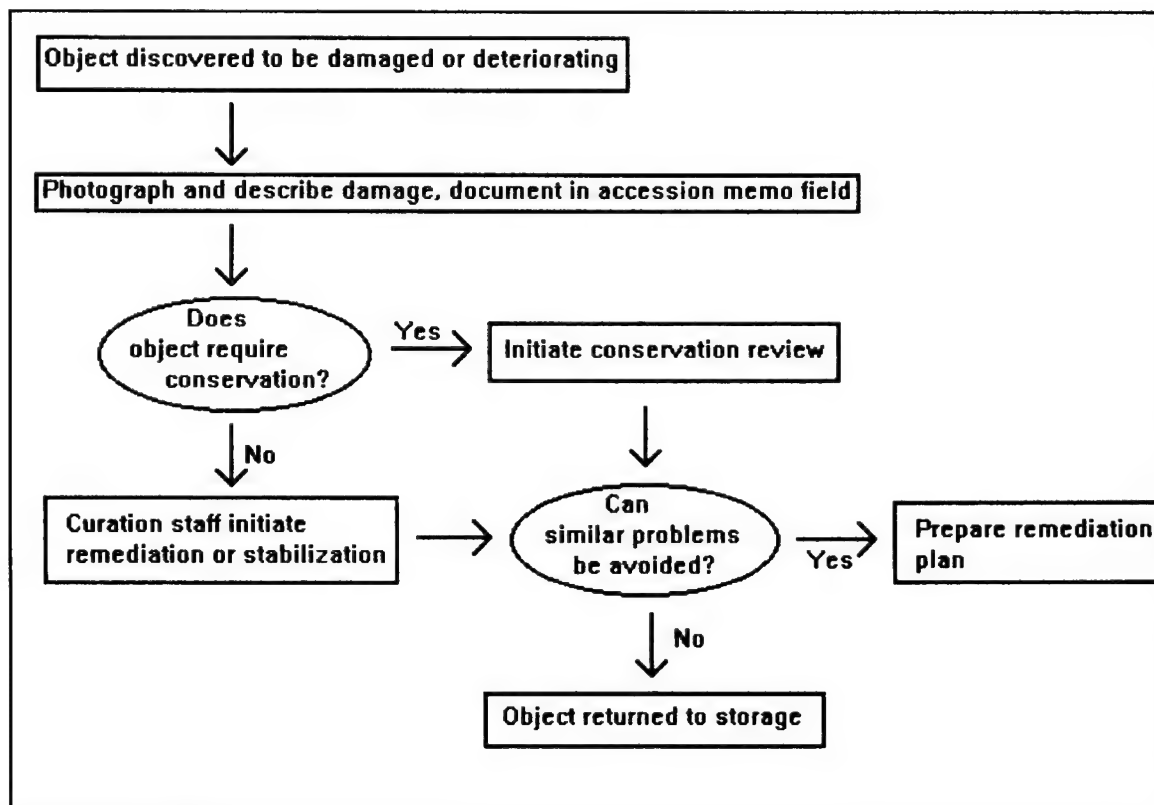 Object discovered to be damaged or deteriorating
Photograph and describe damage, document in accession memo field
Does
object require
conservation?
Yes
Initiate conservation review
No
Curation staff initiate
remediation or stabilization
Can
similar problems
be avoided?
Yes
Prepare remediation
plan
No
Object returned to storage